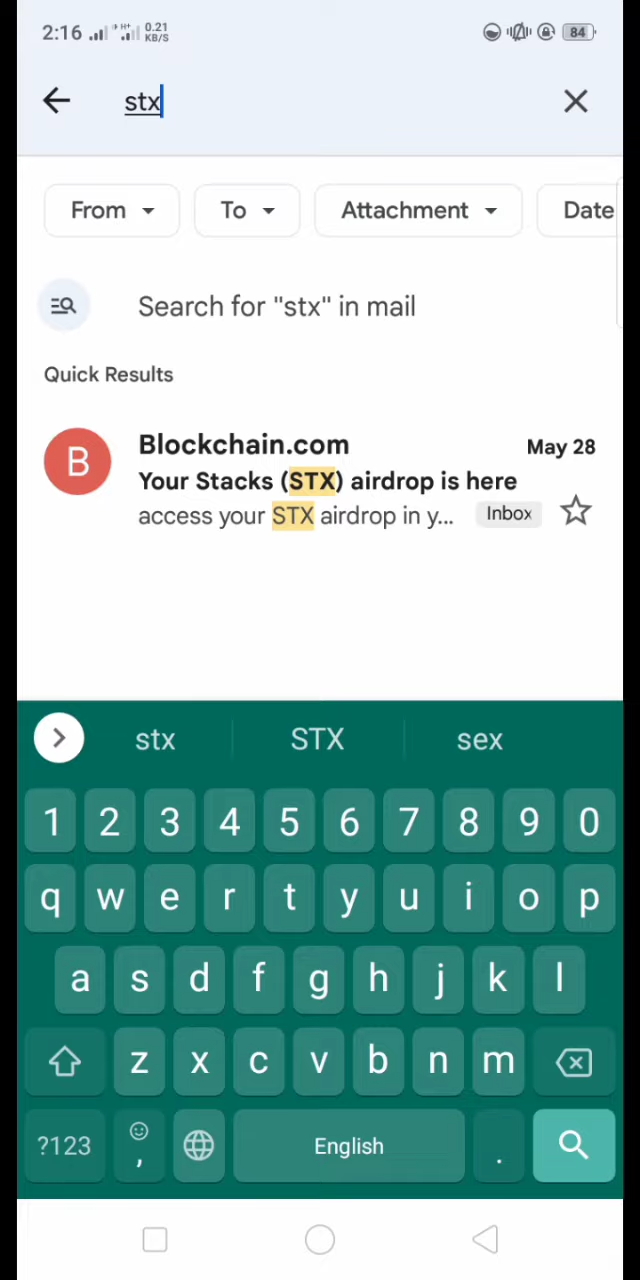 2:16 H+ 0.21 KB/S 84
stx
From To Attachment Date
Search for "stx" in mail
Quick Results
B Blockchain.com May 28
Your Stacks (STX) airdrop is here
access your STX airdrop in y... Inbox
stx STX sex
1 2 3 4 5 6 7 8 9 0
q w e r t y u i o p
a s d f g h j k l
z x c v b n m
?123 , English .